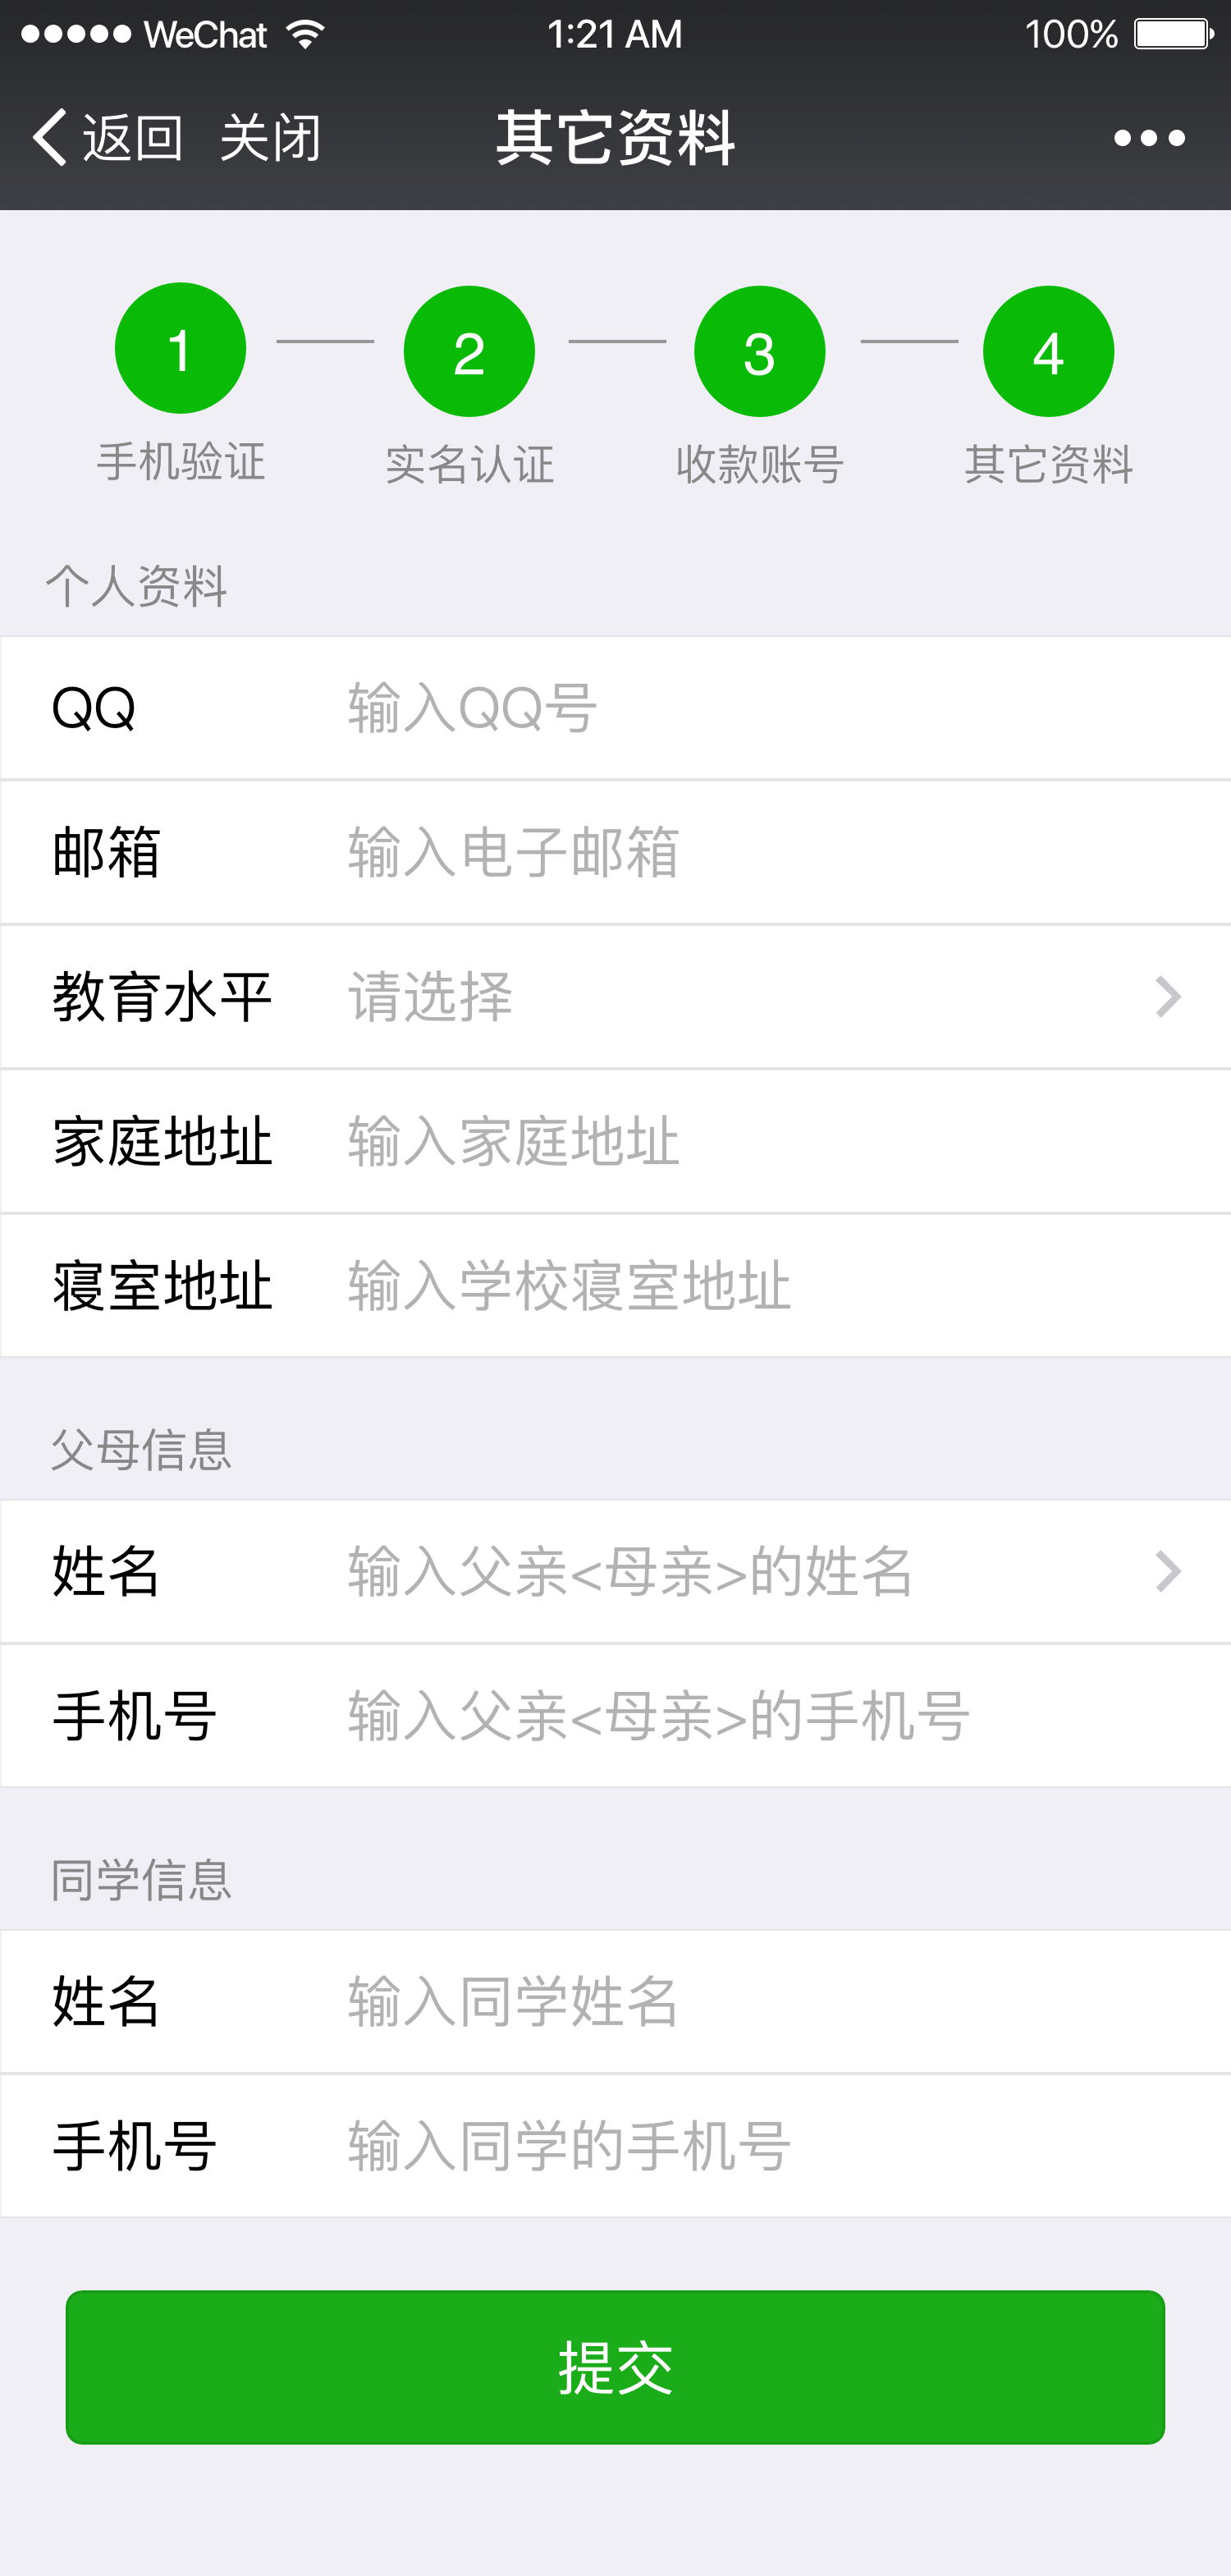 WeChat 1:21 AM 100%
返回 关闭 其它资料
1 2 3 4
手机验证 实名认证 收款账号 其它资料
个人资料
QQ 输入QQ号
邮箱 输入电子邮箱
教育水平 请选择
家庭地址 输入家庭地址
寝室地址 输入学校寝室地址
父母信息
姓名 输入父亲<母亲>的姓名
手机号 输入父亲<母亲>的手机号
同学信息
姓名 输入同学姓名
手机号 输入同学的手机号
提交